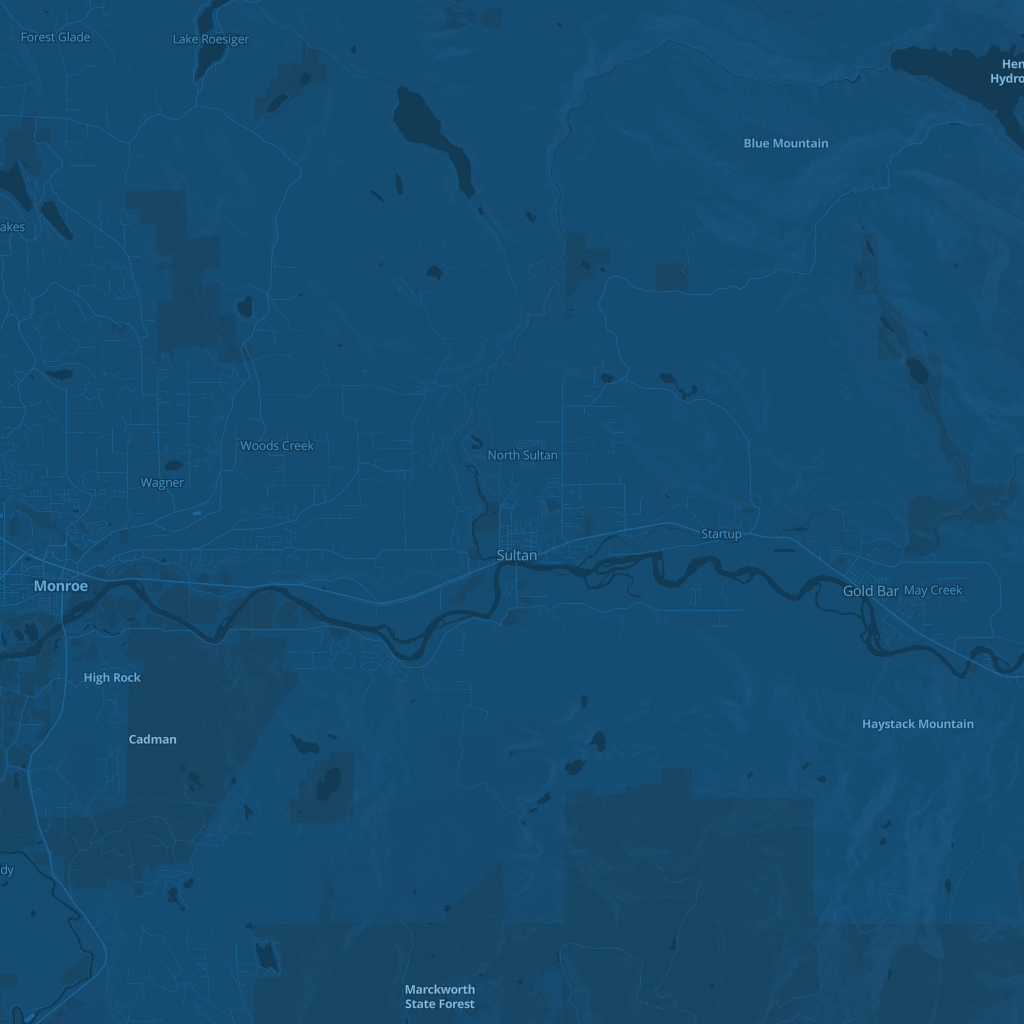 Forest Glade
Lake Roesiger
Hen
Hydro
Blue Mountain
akes
Woods Creek
North Sultan
Wagner
Startup
Sultan
Monroe
Gold Bar
May Creek
High Rock
Haystack Mountain
Cadman
dy
Marckworth
State Forest